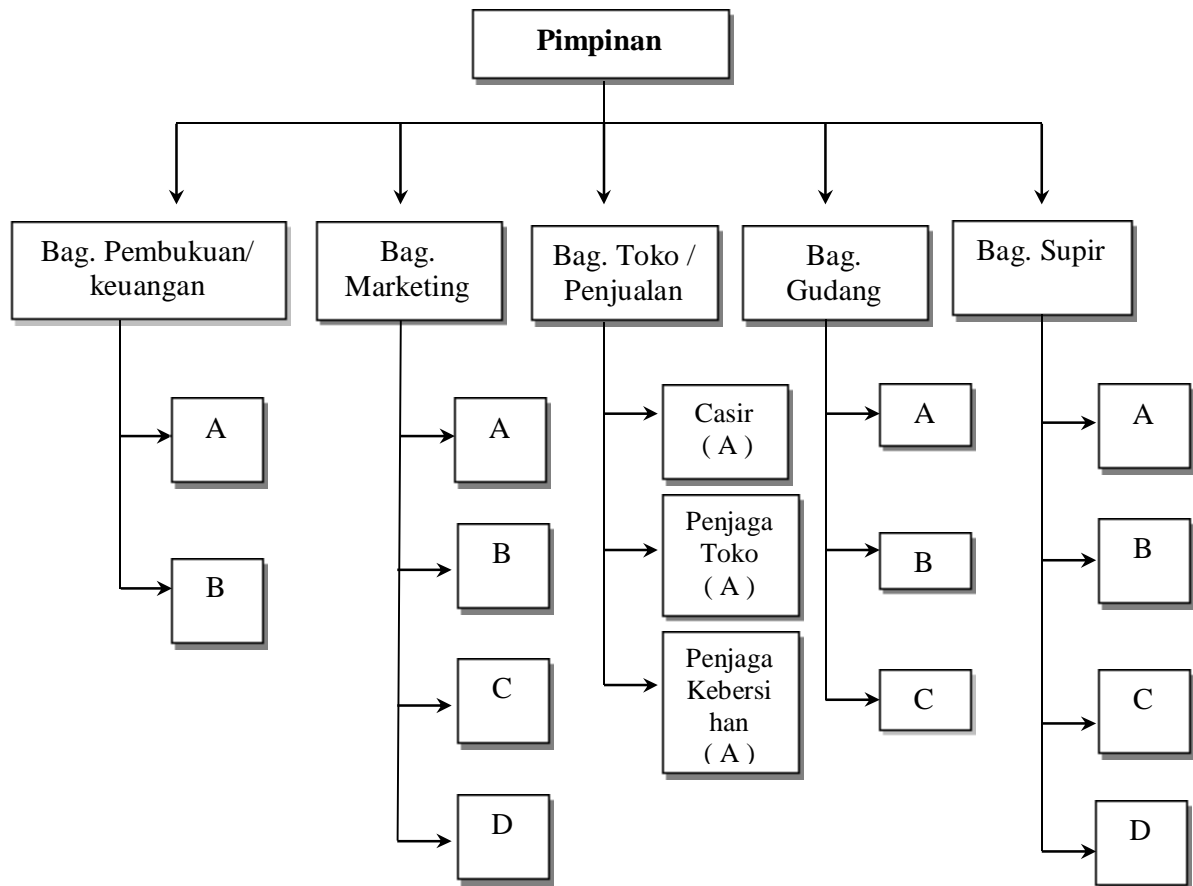 Pimpinan
Bag. Pembukuan/
keuangan
Bag.
Marketing
Bag. Toko /
Penjualan
Bag.
Gudang
Bag. Supir
A
B
A
B
C
D
Casir
( A )
Penjaga
Toko
( A )
Penjaga
Kebersi
han
( A )
A
B
C
A
B
C
D